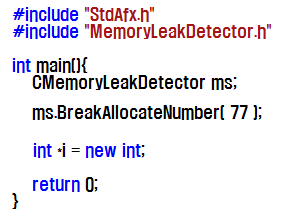 #include "StdAfx.h"
#include "MemoryLeakDetector.h"
int main(){
CMemoryLeakDetector ms;
ms.BreakAllocateNumber( 77 );
int *i = new int;
return 0;
}